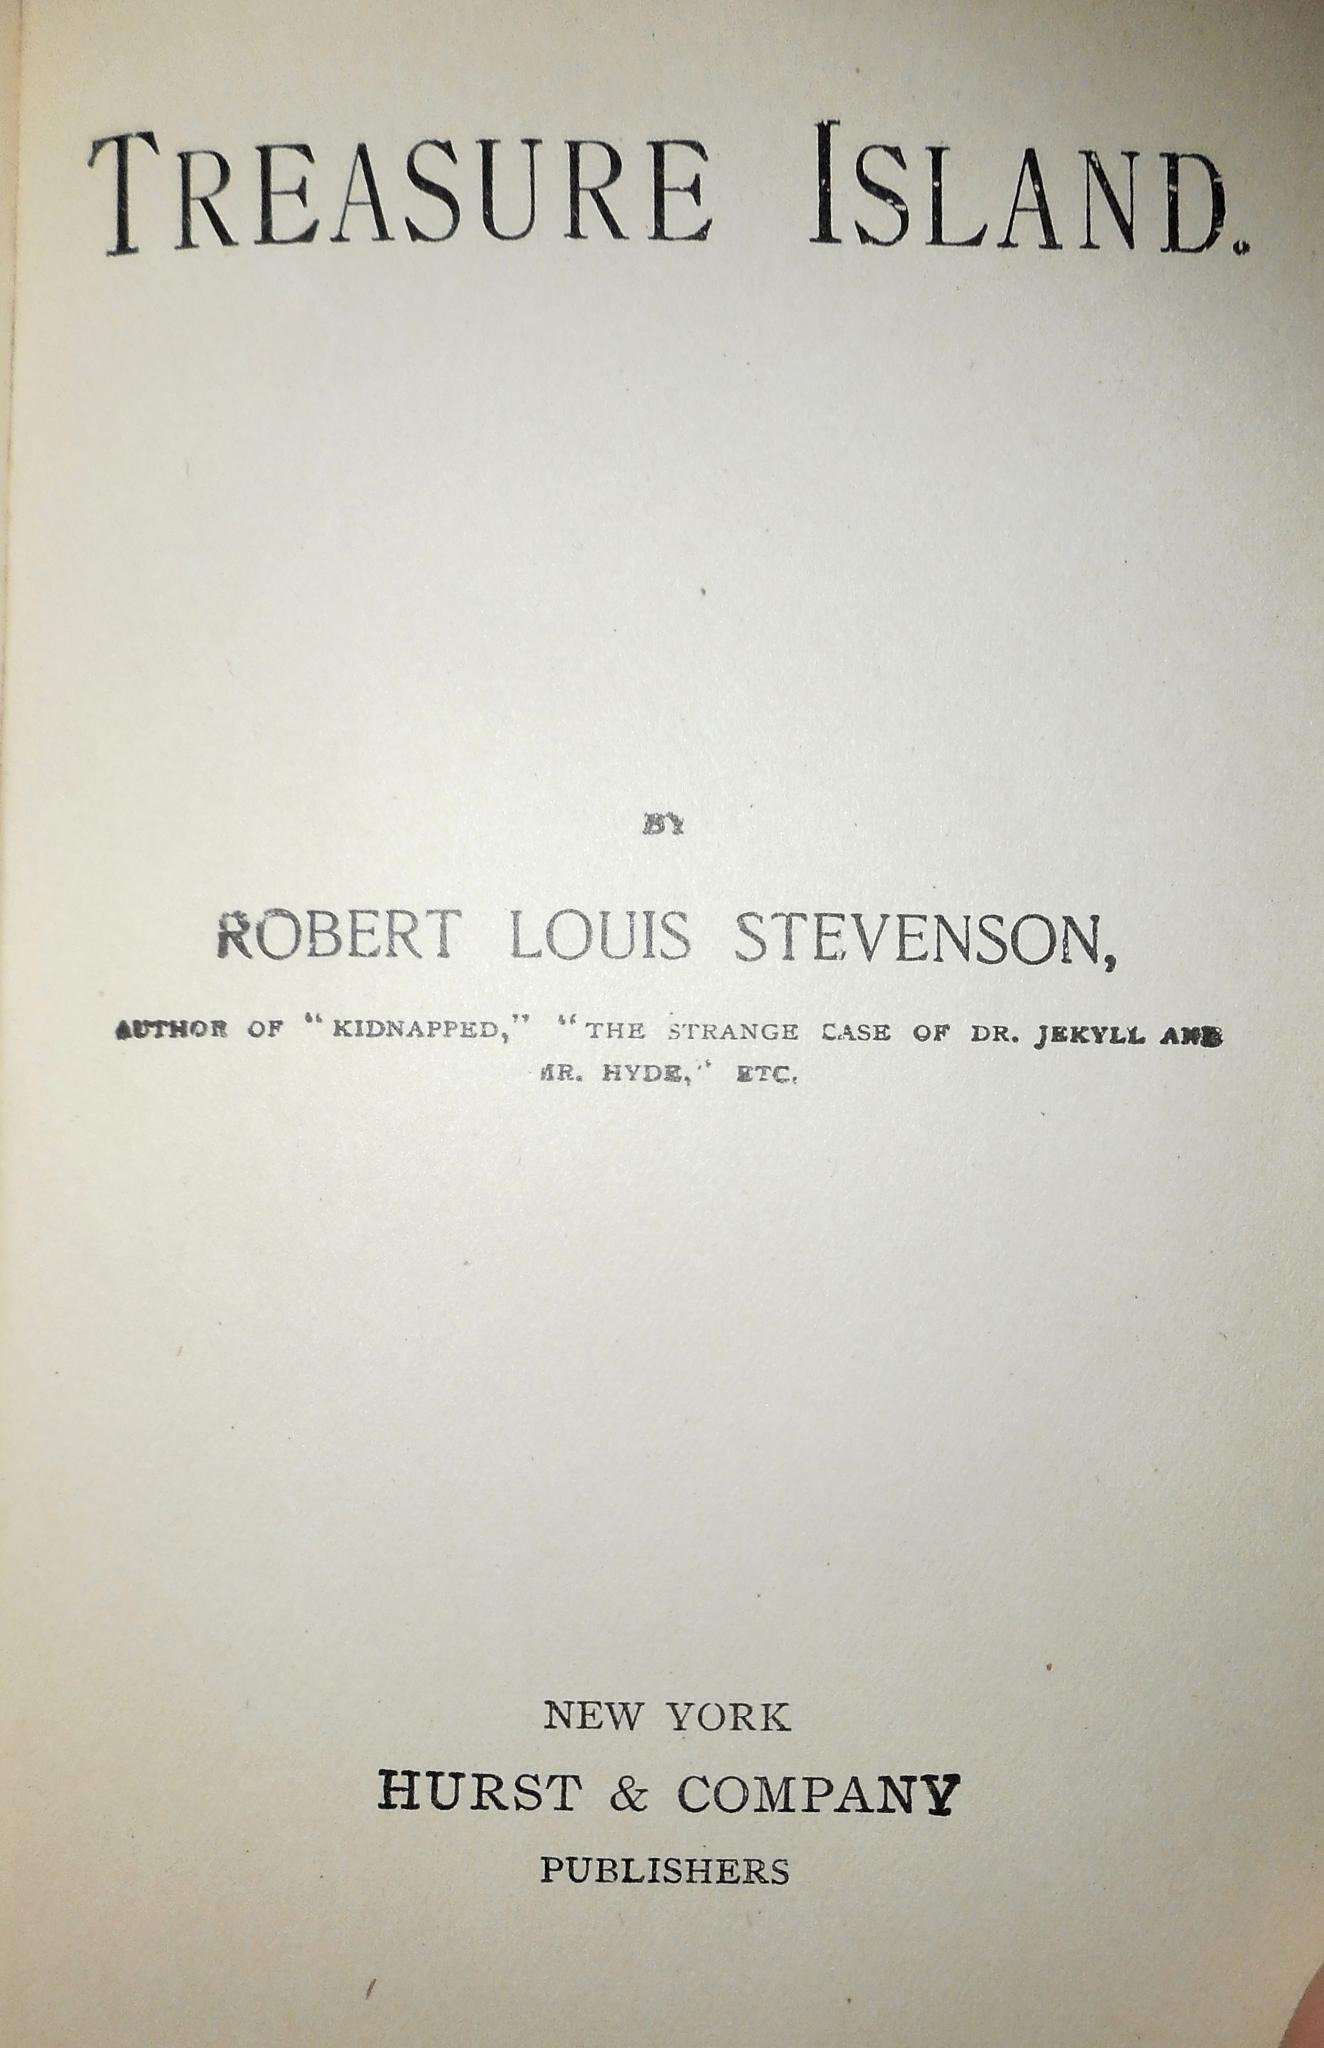 TREASURE ISLAND.
BY
ROBERT LOUIS STEVENSON,
AUTHOR OF “KIDNAPPED,” “THE STRANGE CASE OF DR. JEKYLL AND
MR. HYDE,” ETC.
NEW YORK
HURST & COMPANY
PUBLISHERS